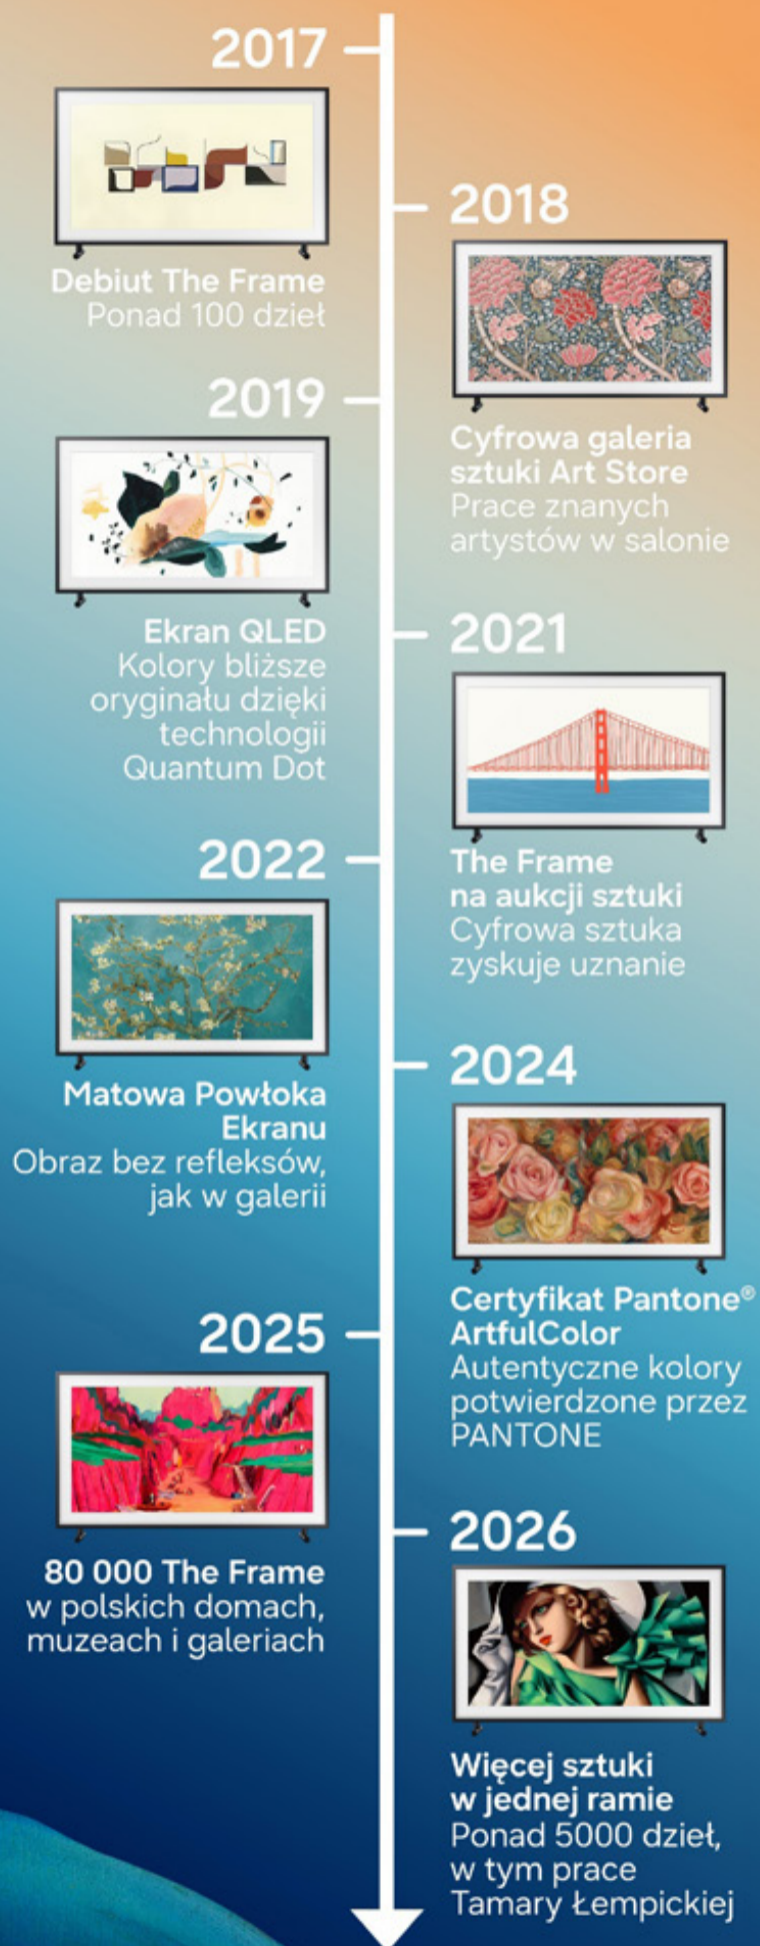 2017
Debiut The Frame
Ponad 100 dzieł
2018
Cyfrowa galeria
sztuki Art Store
Prace znanych
artystów w salonie
2019
Ekran QLED
Kolory bliższe
oryginału dzięki
technologii
Quantum Dot
2021
The Frame
na aukcji sztuki
Cyfrowa sztuka
zyskuje uznanie
2022
Matowa Powłoka
Ekranu
Obraz bez refleksów,
jak w galerii
2024
Certyfikat Pantone®
ArtfulColor
Autentyczne kolory
potwierdzone przez
PANTONE
2025
80 000 The Frame
w polskich domach,
muzeach i galeriach
2026
Więcej sztuki
w jednej ramie
Ponad 5000 dzieł,
w tym prace
Tamary Łempickiej